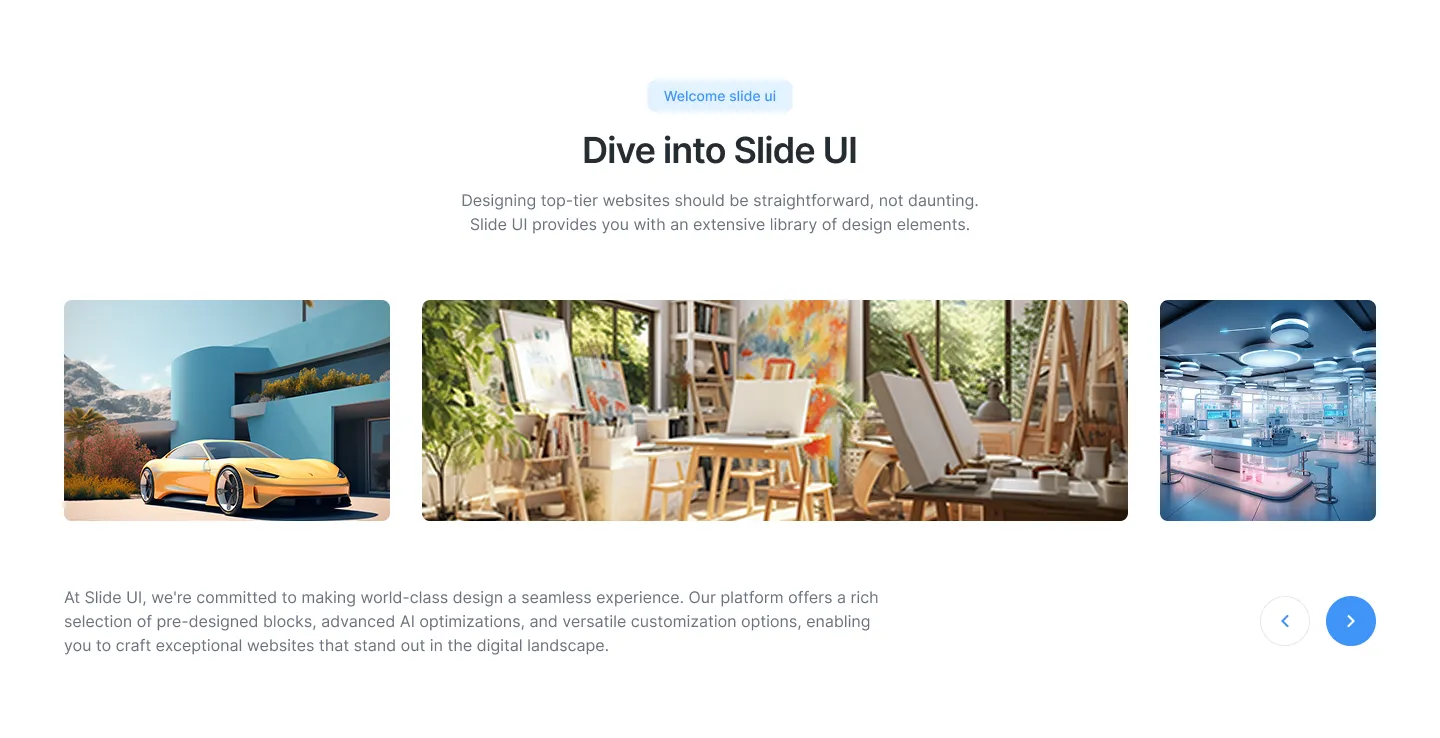 Welcome slide ui
Dive into Slide UI
Designing top-tier websites should be straightforward, not daunting.
Slide UI provides you with an extensive library of design elements.
At Slide UI, we're committed to making world-class design a seamless experience. Our platform offers a rich
selection of pre-designed blocks, advanced AI optimizations, and versatile customization options, enabling
you to craft exceptional websites that stand out in the digital landscape.